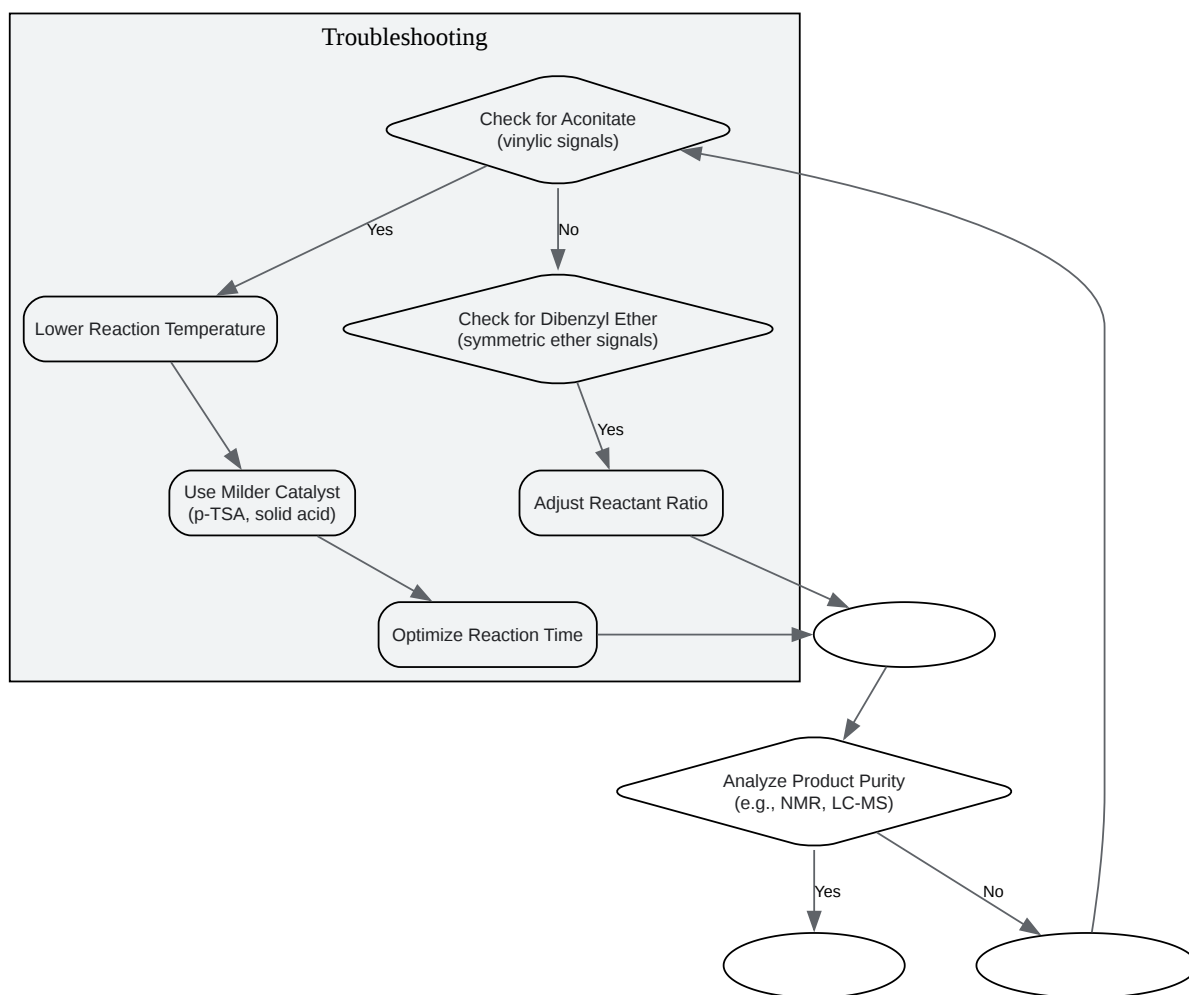 Troubleshooting
Check for Aconitate
(vinylic signals)
Yes
No
Lower Reaction Temperature
Check for Dibenzyl Ether
(symmetric ether signals)
Yes
Use Milder Catalyst
(p-TSA, solid acid)
Adjust Reactant Ratio
Optimize Reaction Time
Analyze Product Purity
(e.g., NMR, LC-MS)
Yes
No